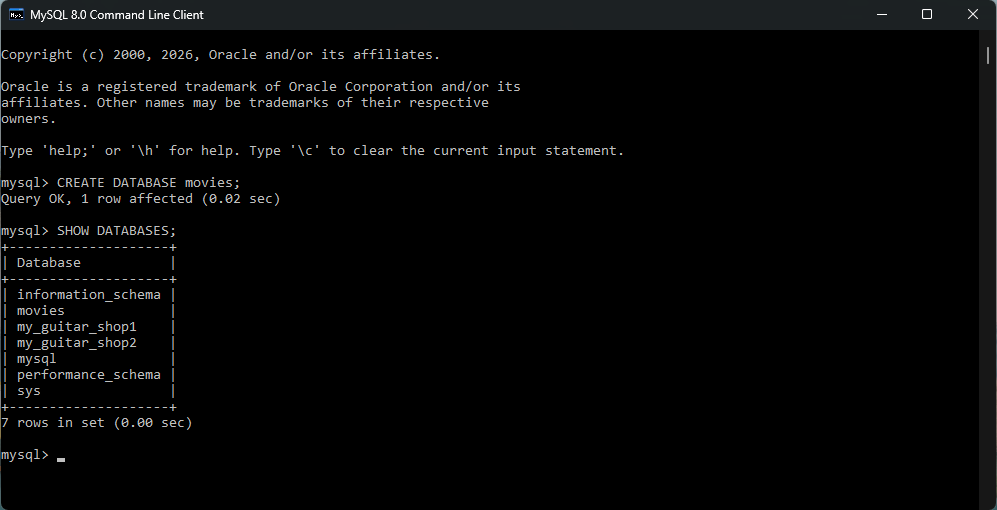 MySQL 8.0 Command Line Client
Copyright (c) 2000, 2026, Oracle and/or its affiliates.
Oracle is a registered trademark of Oracle Corporation and/or its
affiliates. Other names may be trademarks of their respective
owners.
Type 'help;' or '\h' for help. Type '\c' to clear the current input statement.
mysql> CREATE DATABASE movies;
Query OK, 1 row affected (0.02 sec)
mysql> SHOW DATABASES;
+--------------------+
| Database           |
+--------------------+
| information_schema |
| movies             |
| my_guitar_shop1    |
| my_guitar_shop2    |
| mysql              |
| performance_schema |
| sys                |
+--------------------+
7 rows in set (0.00 sec)
mysql>